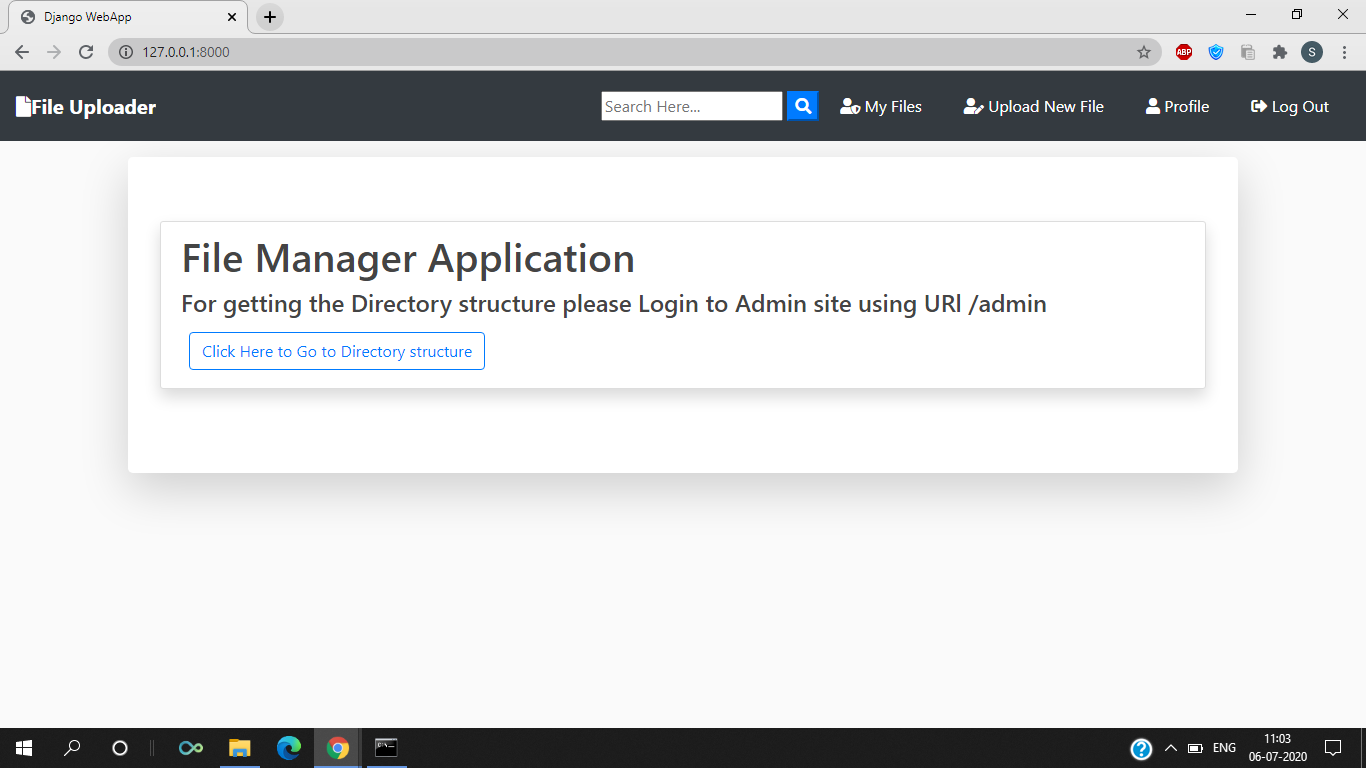 Django WebApp
127.0.0.1:8000
ABP
S
File Uploader
Search Here...
My Files
Upload New File
Profile
Log Out
File Manager Application
For getting the Directory structure please Login to Admin site using URl /admin
Click Here to Go to Directory structure
ENG
11:03
06-07-2020